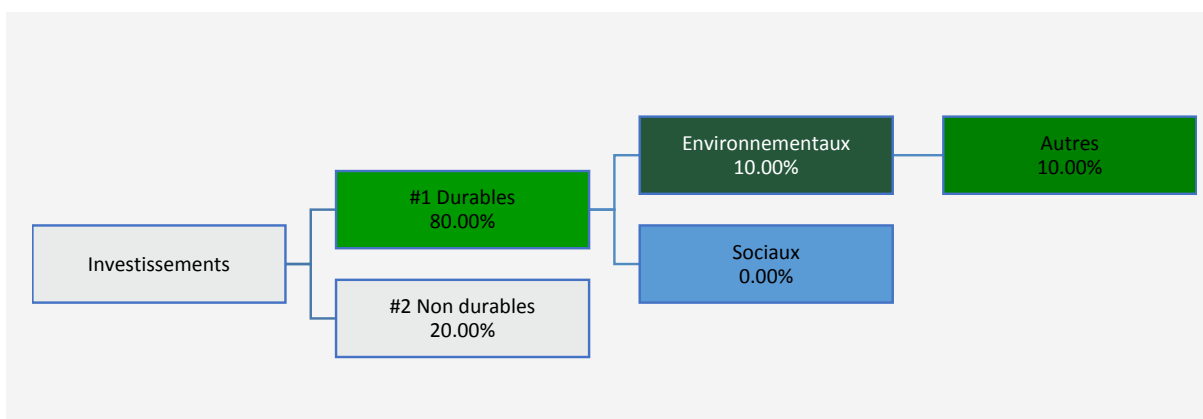 Investissements
#1 Durables
80.00%
#2 Non durables
20.00%
Environnementaux
10.00%
Sociaux
0.00%
Autres
10.00%